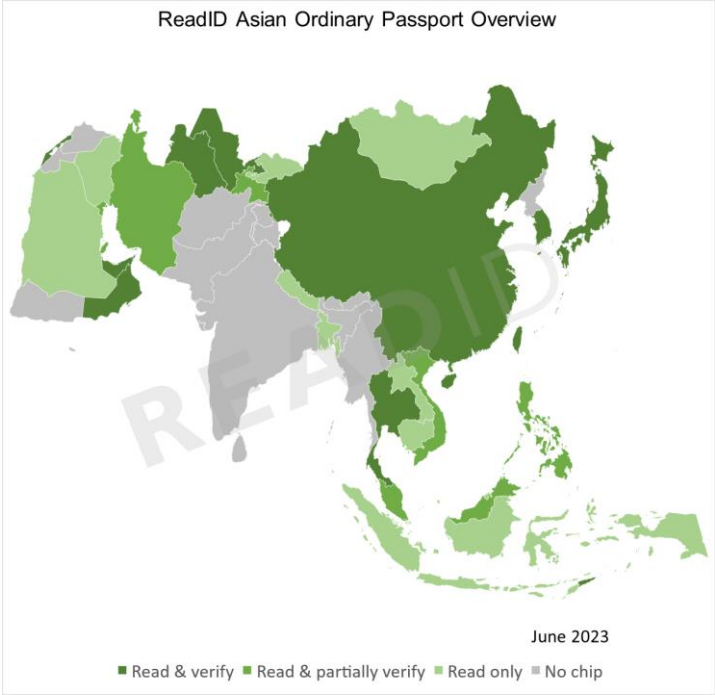 ReadID Asian Ordinary Passport Overview
READID
June 2023
Read & verify Read & partially verify Read only No chip